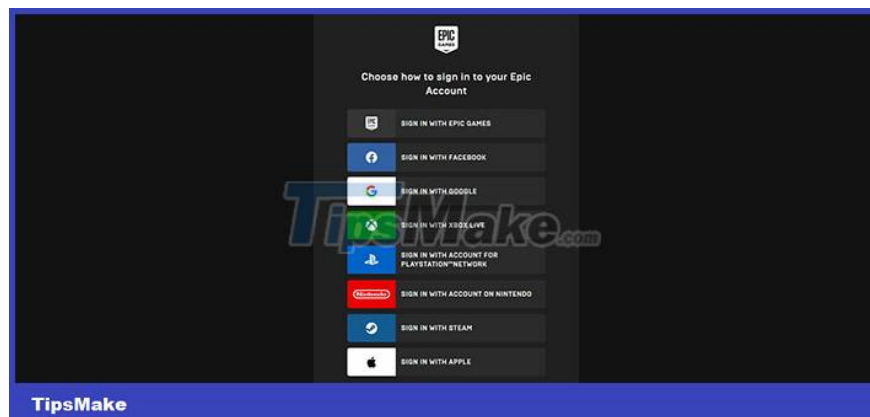 EPIC
GAMES
Choose how to sign in to your Epic
Account
EPIC
GAMES
SIGN IN WITH EPIC GAMES
SIGN IN WITH FACEBOOK
SIGN IN WITH GOOGLE
SIGN IN WITH XBOX LIVE
SIGN IN WITH ACCOUNT FOR
PLAYSTATION™NETWORK
Nintendo
SIGN IN WITH ACCOUNT ON NINTENDO
SIGN IN WITH STEAM
SIGN IN WITH APPLE
TipsMake.com
TipsMake